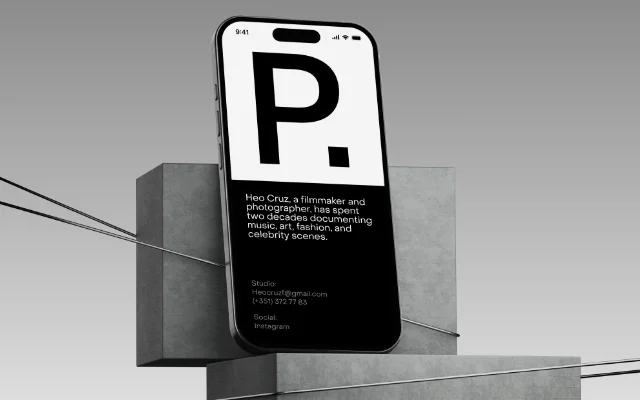 9:41
P.
Heo Cruz, a filmmaker and
photographer, has spent
two decades documenting
music, art, fashion, and
celebrity scenes.
Studio:
Heocruzf@gmail.com
(+351) 372 77 83
Social:
Instagram